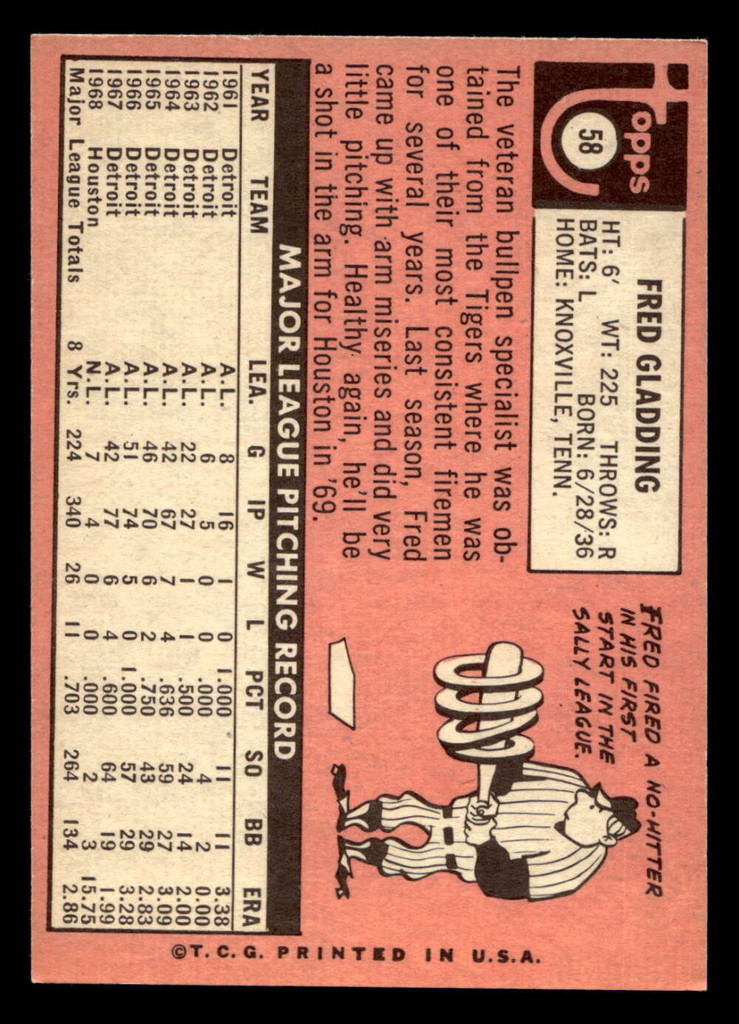 Topps
58
FRED GLADDING
HT: 6' WT: 225 THROWS: R
BATS: L BORN: 6/28/36
HOME: KNOXVILLE, TENN.
The veteran bullpen specialist was ob-
tained from the Tigers where he was
one of their most consistent firemen
for several years. Last season, Fred
came up with arm miseries and did very
little pitching. Healthy again, he'll be
a shot in the arm for Houston in '69.
FRED FIRED A NO-HITTER
IN HIS FIRST
START IN THE
SALLY LEAGUE.
MAJOR LEAGUE PITCHING RECORD
YEAR TEAM LEA. G IP W L PCT SO BB ERA
1961 Detroit A.L. 8 16 1 0 1.000 11 11 3.38
1962 Detroit A.L. 6 5 0 0 .000 4 2 0.00
1963 Detroit A.L. 22 27 1 1 .500 24 14 2.00
1964 Detroit A.L. 42 67 7 4 .636 59 27 3.09
1965 Detroit A.L. 46 70 6 2 .750 43 29 2.83
1966 Detroit A.L. 51 74 5 0 1.000 57 29 3.28
1967 Detroit A.L. 42 77 6 4 .600 64 19 1.99
1968 Houston N.L. 7 4 0 0 .000 2 3 15.75
Major League Totals 8 Yrs. 224 340 26 11 .703 264 134 2.86
©T.C.G. PRINTED IN U.S.A.